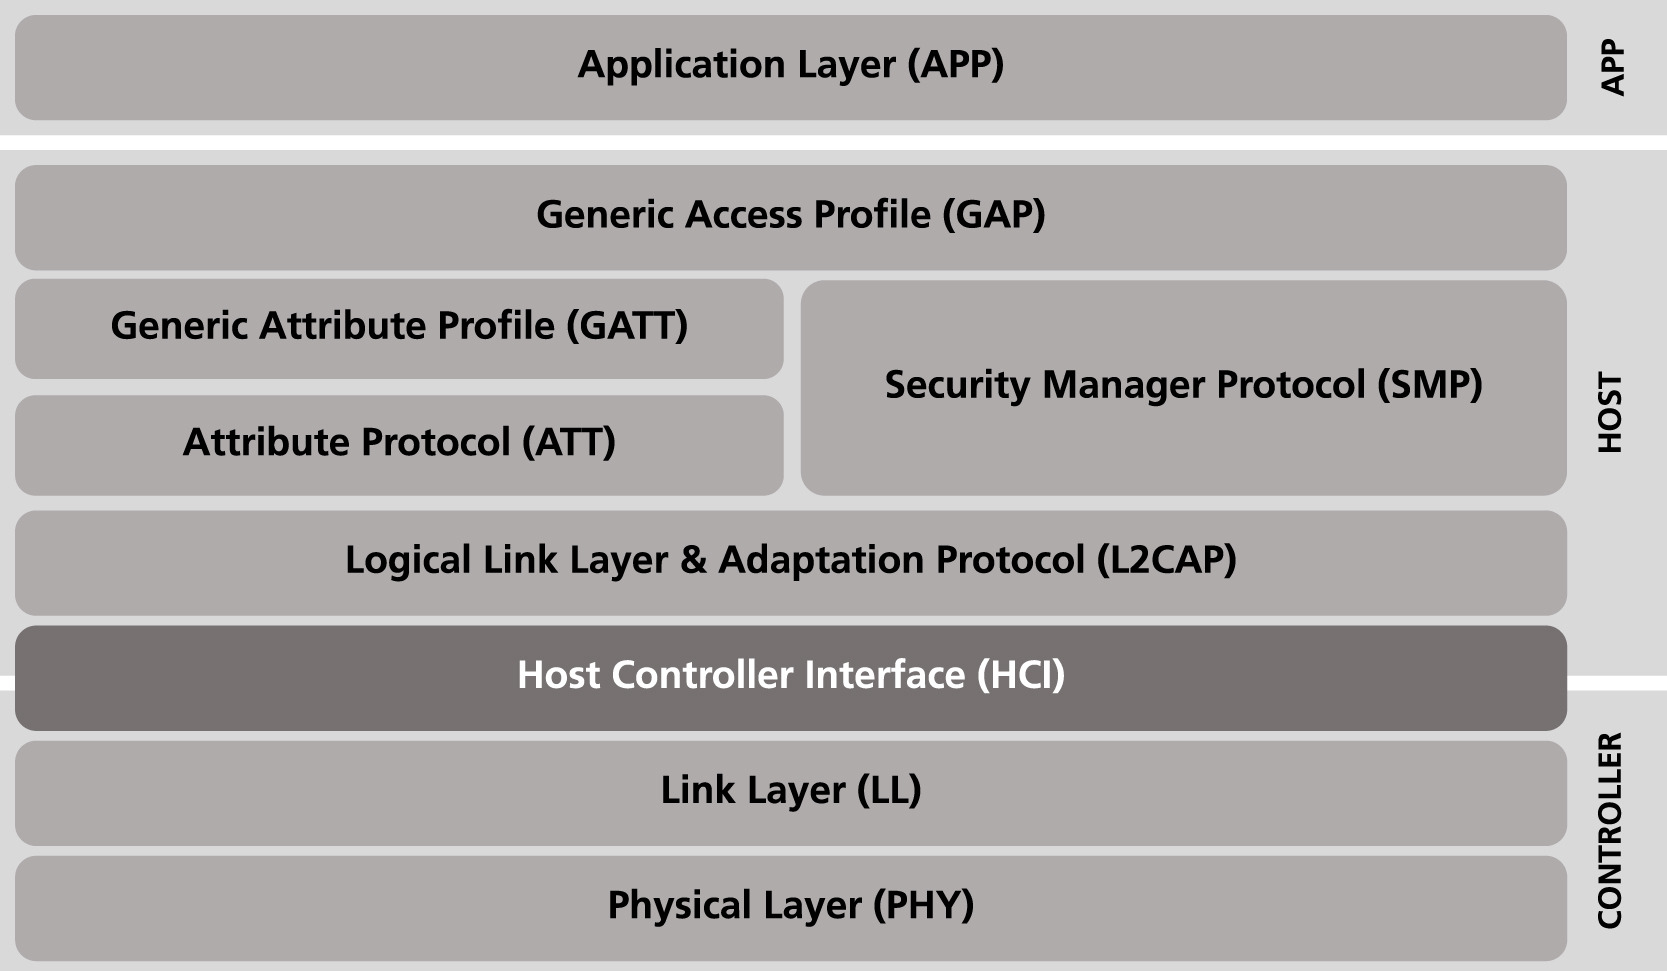 Application Layer (APP)
APP
Generic Access Profile (GAP)
Generic Attribute Profile (GATT)
Security Manager Protocol (SMP)
Attribute Protocol (ATT)
HOST
Logical Link Layer & Adaptation Protocol (L2CAP)
Host Controller Interface (HCI)
Link Layer (LL)
CONTROLLER
Physical Layer (PHY)